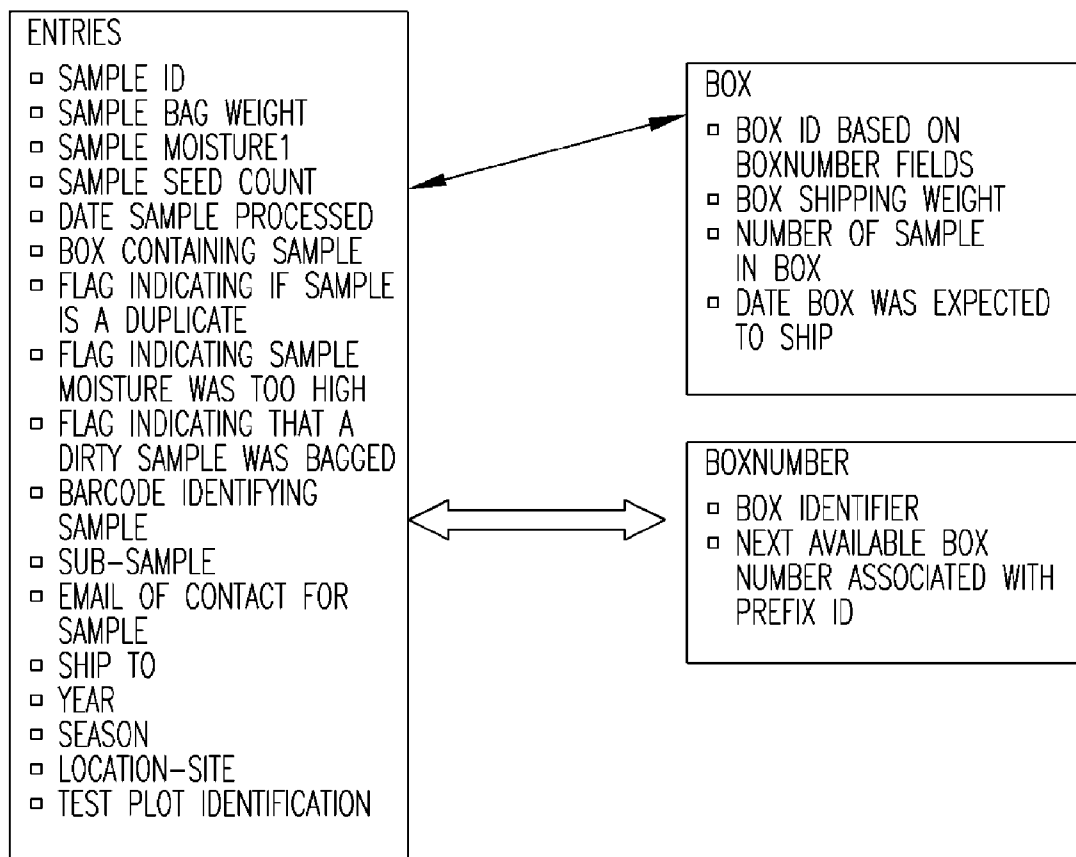 ENTRIES
SAMPLE ID
SAMPLE BAG WEIGHT
SAMPLE MOISTURE1
SAMPLE SEED COUNT
DATE SAMPLE PROCESSED
BOX CONTAINING SAMPLE
FLAG INDICATING IF SAMPLE
IS A DUPLICATE
FLAG INDICATING SAMPLE
MOISTURE WAS TOO HIGH
FLAG INDICATING THAT A
DIRTY SAMPLE WAS BAGGED
BARCODE IDENTIFYING
SAMPLE
SUB-SAMPLE
EMAIL OF CONTACT FOR
SAMPLE
SHIP TO
YEAR
SEASON
LOCATION-SITE
TEST PLOT IDENTIFICATION
BOX
BOX ID BASED ON
BOXNUMBER FIELDS
BOX SHIPPING WEIGHT
NUMBER OF SAMPLE
IN BOX
DATE BOX WAS EXPECTED
TO SHIP
BOXNUMBER
BOX IDENTIFIER
NEXT AVAILABLE BOX
NUMBER ASSOCIATED WITH
PREFIX ID